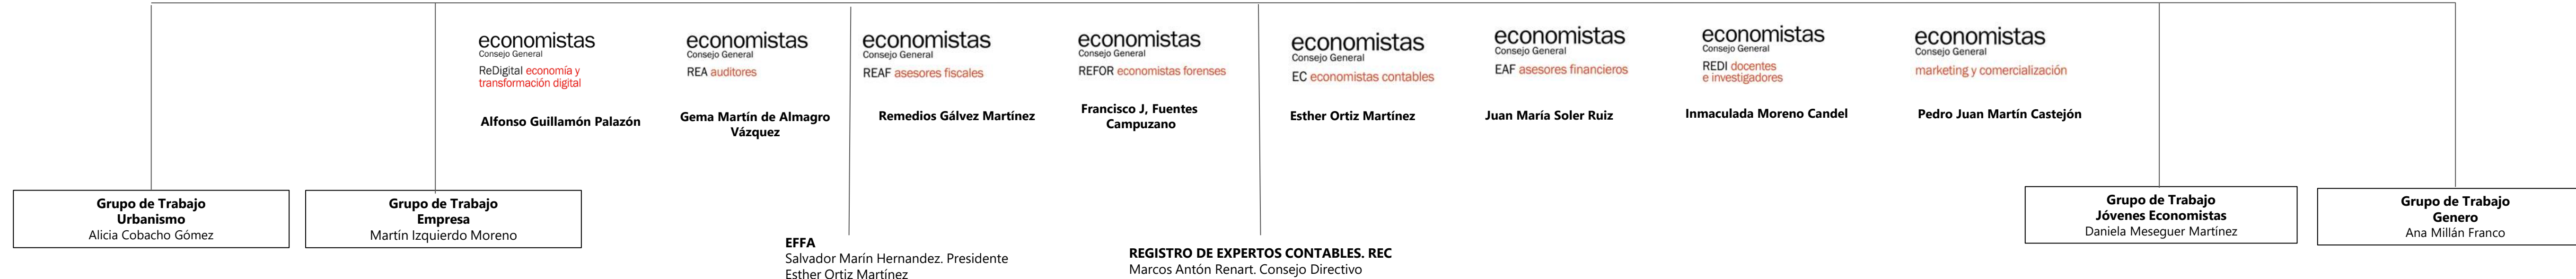 economistas
Consejo General
ReDigital economía y
transformación digital
Alfonso Guillamón Palazón
economistas
Consejo General
REA auditores
Gema Martín de Almagro
Vázquez
economistas
Consejo General
REAF asesores fiscales
Remedios Gálvez Martínez
economistas
Consejo General
REFOR economistas forenses
Francisco J, Fuentes
Campuzano
economistas
Consejo General
EC economistas contables
Esther Ortiz Martínez
economistas
Consejo General
EAF asesores financieros
Juan María Soler Ruiz
economistas
Consejo General
REDI docentes
e investigadores
Inmaculada Moreno Candel
economistas
Consejo General
marketing y comercialización
Pedro Juan Martín Castejón
Grupo de Trabajo
Urbanismo
Alicia Cobacho Gómez
Grupo de Trabajo
Empresa
Martín Izquierdo Moreno
EFFA
Salvador Marín Hernandez. Presidente
Esther Ortiz Martínez
REGISTRO DE EXPERTOS CONTABLES. REC
Marcos Antón Renart. Consejo Directivo
Grupo de Trabajo
Jóvenes Economistas
Daniela Meseguer Martínez
Grupo de Trabajo
Genero
Ana Millán Franco